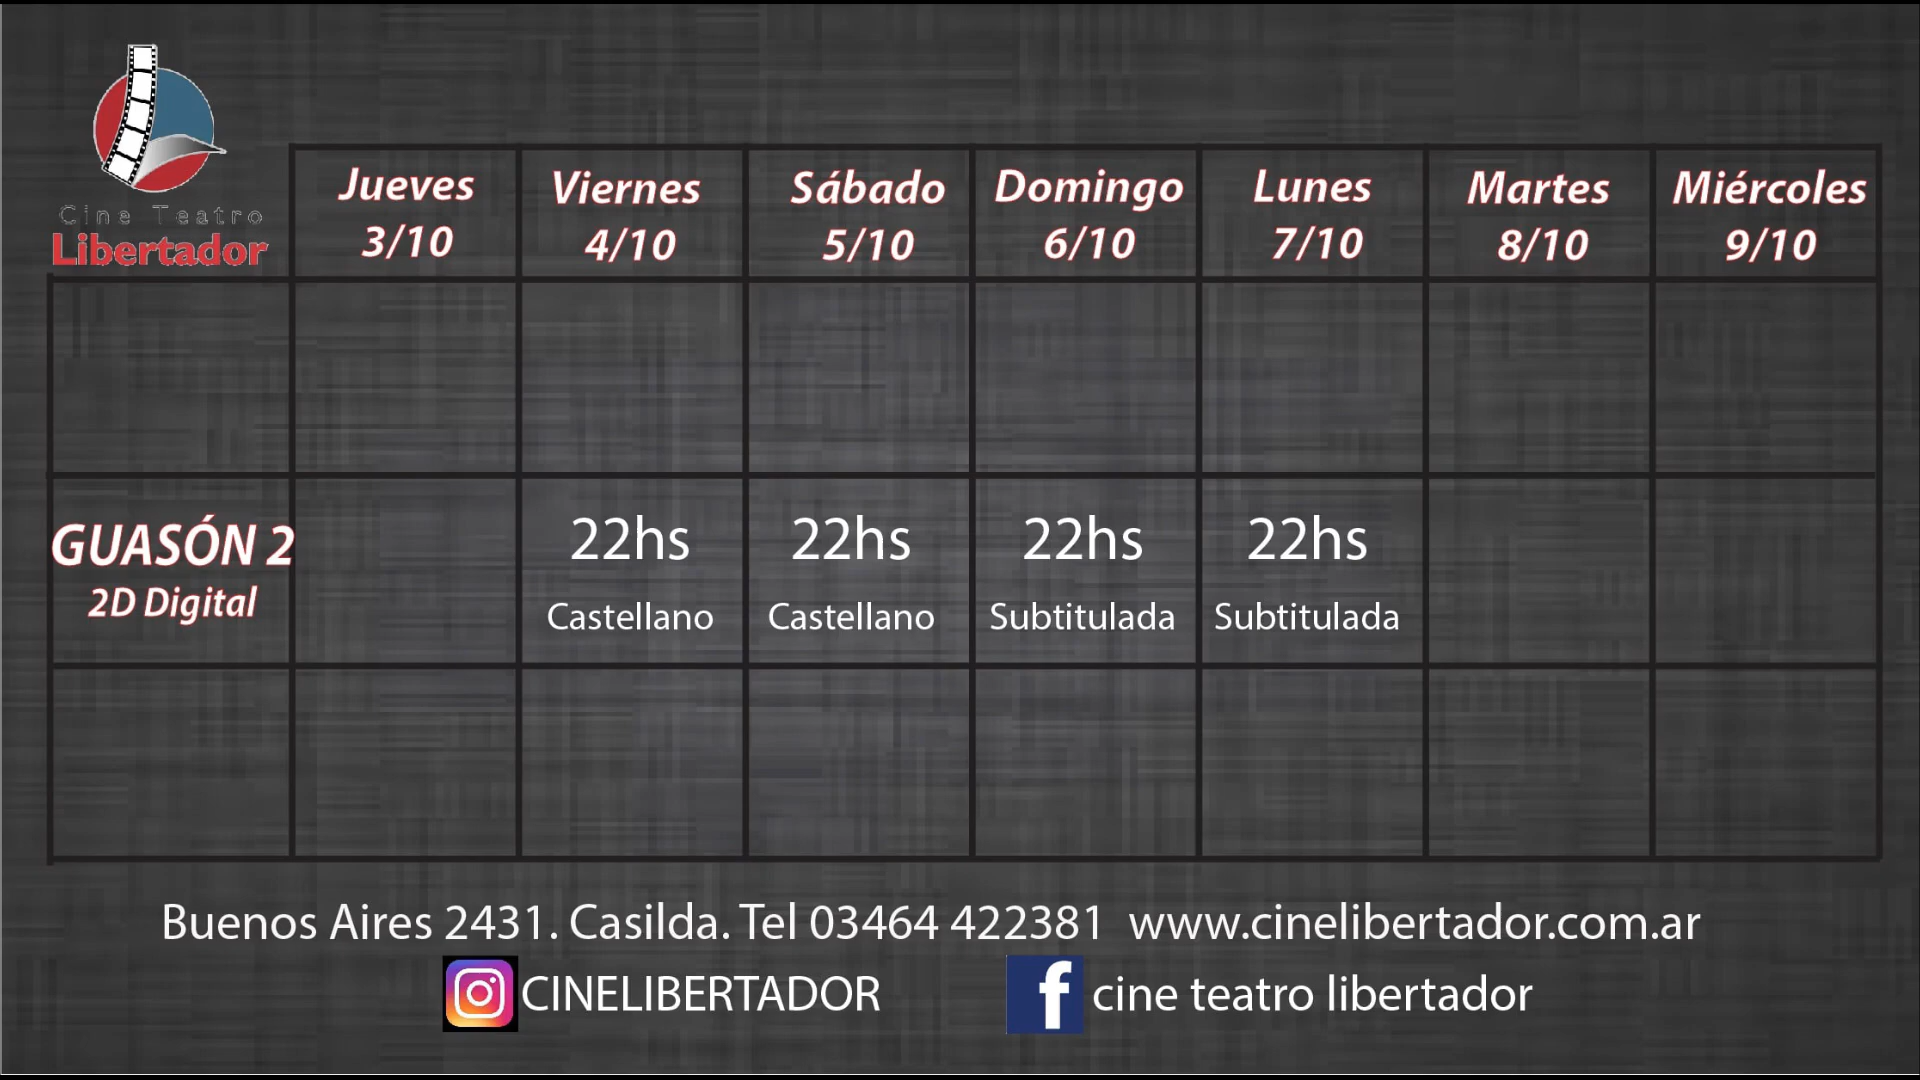 Cine Teatro
Libertador
Jueves 3/10
Viernes 4/10
Sábado 5/10
Domingo 6/10
Lunes 7/10
Martes 8/10
Miércoles 9/10
GUASÓN 2
2D Digital
22hs
Castellano
22hs
Castellano
22hs
Subtitulada
22hs
Subtitulada
Buenos Aires 2431. Casilda. Tel 03464 422381 www.cinelibertador.com.ar
CINELIBERTADOR
cine teatro libertador